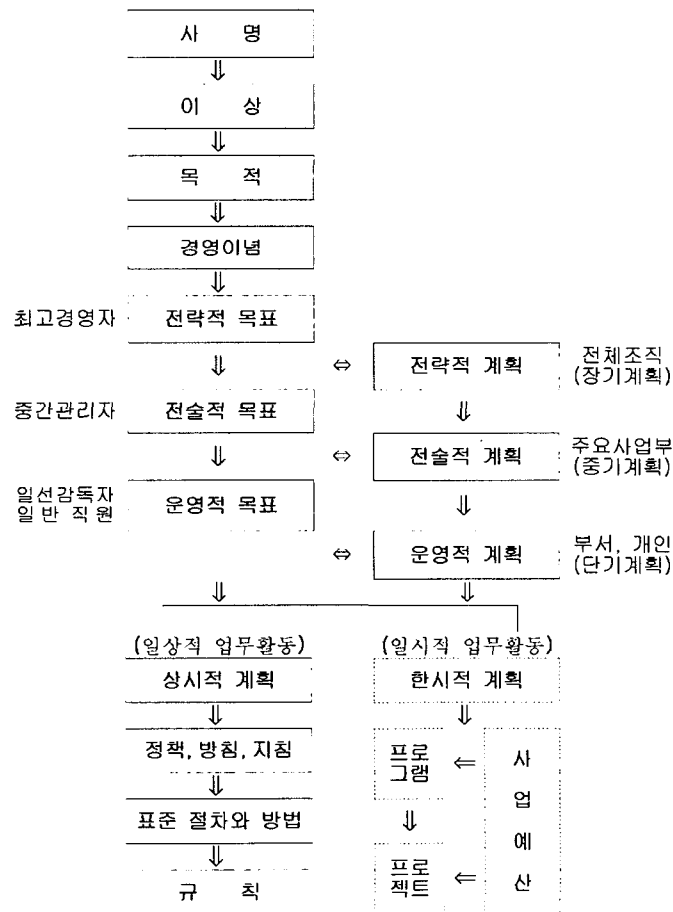 사 명
⇓
이 상
⇓
목 적
⇓
경영이념
⇓
최고경영자 전략적 목표
⇓ ⇔ 전략적 계획 전체조직
(장기계획)
중간관리자 전술적 목표 ⇓
⇓ ⇔ 전술적 계획 주요사업부
(중기계획)
일선감독자
일반 직원 운영적 목표 ⇓
⇔ 운영적 계획 부서, 개인
(단기계획)
⇓ ⇓
(일상적 업무활동) (일시적 업무활동)
상시적 계획 한시적 계획
⇓ ⇓
정책, 방침, 지침
프로
그램 ⇐
⇓ ⇓
표준 절차와 방법
⇓
프로
젝트 ⇐
규 칙
사
업
예
산